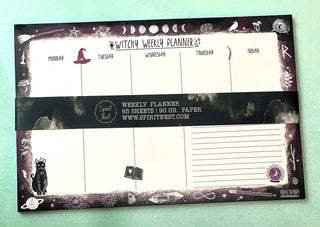 WITCHY WEEKLY PLANNER
MONDAY TUESDAY WEDNESDAY THURSDAY FRIDAY
Spirit Nest
WEEKLY PLANNER
65 SHEETS | 90 GR. PAPER
WWW.SPIRITNEST.COM